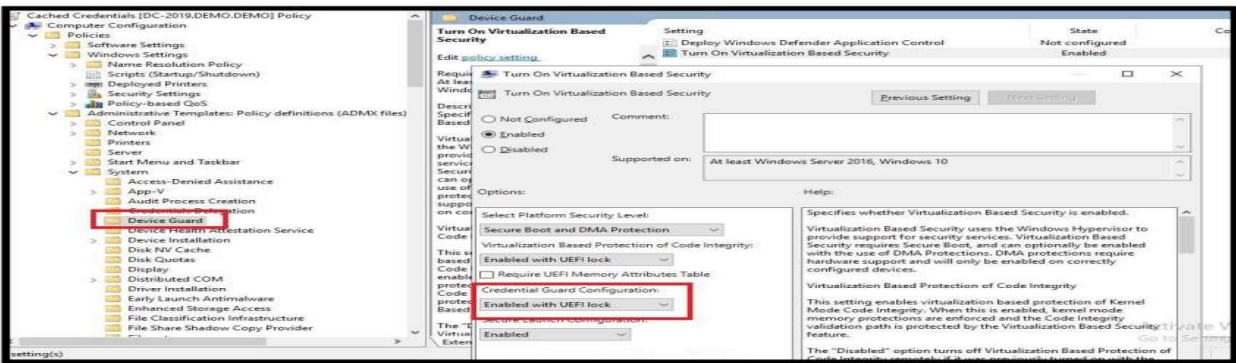 Cached Credentials [DC-2019.DEMO.DEMO] Policy
Computer Configuration
Policies
Software Settings
Windows Settings
Name Resolution Policy
Scripts (Startup/Shutdown)
Deployed Printers
Security Settings
Policy-based QoS
Administrative Templates: Policy definitions (ADMX files)
Control Panel
Network
Printers
Server
Start Menu and Taskbar
System
Access-Denied Assistance
App-V
Audit Process Creation
Credentials Delegation
Device Guard
Device Health Attestation Service
Device Installation
Disk NV Cache
Disk Quotas
Display
Distributed COM
Driver Installation
Early Launch Antimalware
Enhanced Storage Access
File Classification Infrastructure
File Share Shadow Copy Provider
setting(s)
Device Guard
Turn On Virtualization Based
Security
Edit policy setting
Setting State Co
Deploy Windows Defender Application Control Not configured
Turn On Virtualization Based Security Enabled
Turn On Virtualization Based Security
Turn On Virtualization Based Security
Previous Setting Next Setting
Not Configured
Enabled
Disabled
Comment:
Supported on:
At least Windows Server 2016, Windows 10
Options:
Select Platform Security Level:
Secure Boot and DMA Protection
Virtualization Based Protection of Code Integrity:
Enabled with UEFI lock
Require UEFI Memory Attributes Table
Credential Guard Configuration:
Enabled with UEFI lock
Secure Launch Configuration:
Enabled
Help:
Specifies whether Virtualization Based Security is enabled.
Virtualization Based Security uses the Windows Hypervisor to
provide support for security services. Virtualization Based
Security requires Secure Boot, and can optionally be enabled
with the use of DMA Protections. DMA protections require
hardware support and will only be enabled on correctly
configured devices.
Virtualization Based Protection of Code Integrity
This setting enables virtualization based protection of Kernel
Mode Code Integrity. When this is enabled, kernel mode
memory protections are enforced and the Code Integrity
validation path is protected by the Virtualization Based Security
feature.
The "Disabled" option turns off Virtualization Based Protection of
Code Integrity remotely if it was previously turned on with the